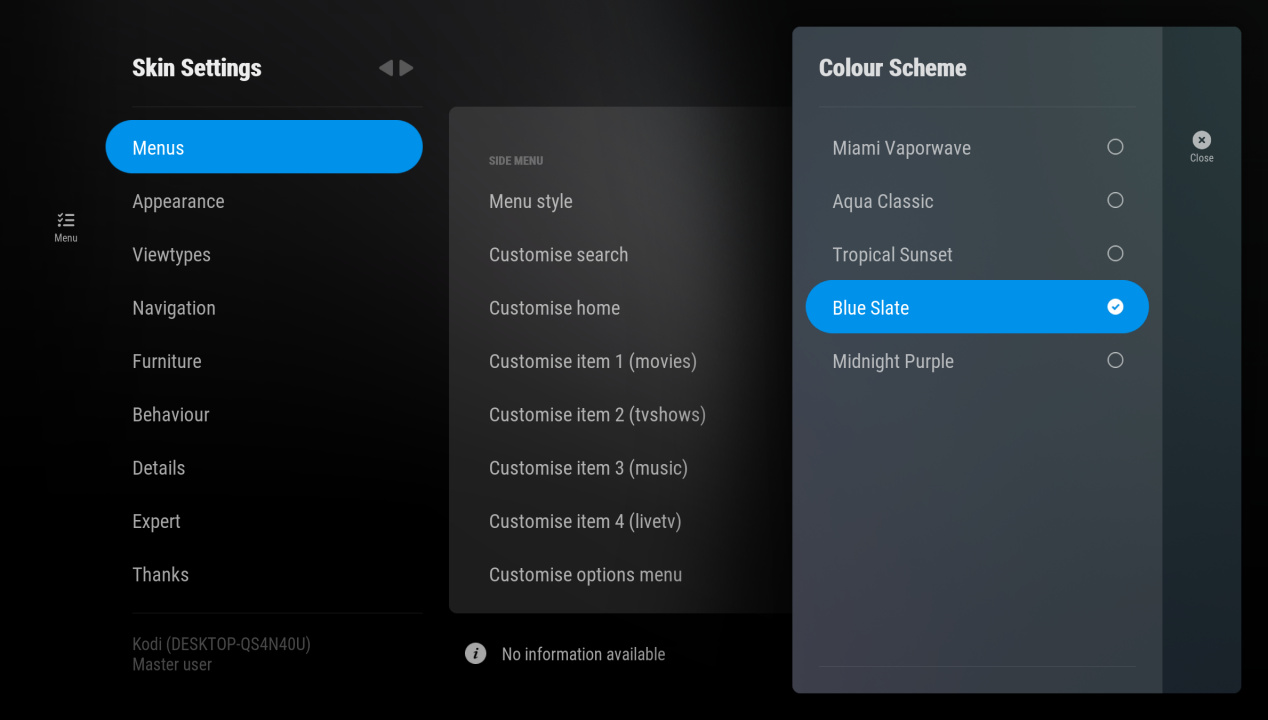 Skin Settings
Menu
Menus
Appearance
Viewtypes
Navigation
Furniture
Behaviour
Details
Expert
Thanks
Kodi (DESKTOP-QS4N40U)
Master user
SIDE MENU
Menu style
Customise search
Customise home
Customise item 1 (movies)
Customise item 2 (tvshows)
Customise item 3 (music)
Customise item 4 (livetv)
Customise options menu
No information available
Colour Scheme
Miami Vaporwave
Aqua Classic
Tropical Sunset
Blue Slate
Midnight Purple
Close